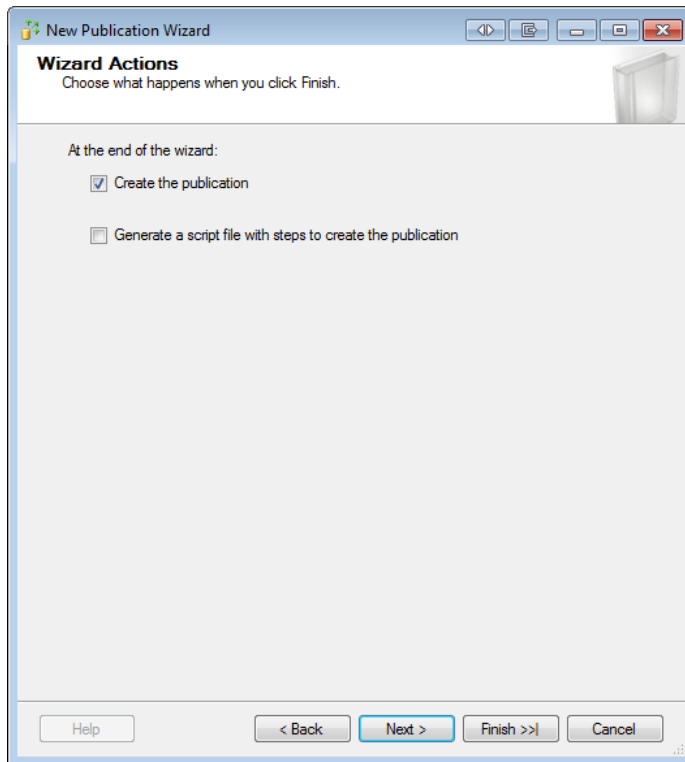 New Publication Wizard
Wizard Actions
Choose what happens when you click Finish.
At the end of the wizard:
Create the publication
Generate a script file with steps to create the publication
Help
< Back
Next >
Finish >>|
Cancel